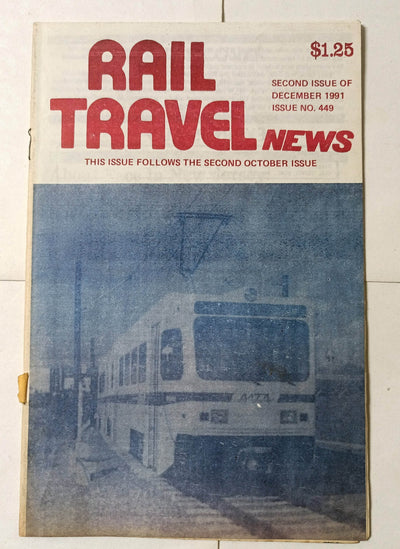 RAIL
TRAVEL NEWS
$1.25
SECOND ISSUE OF
DECEMBER 1991
ISSUE NO. 449
THIS ISSUE FOLLOWS THE SECOND OCTOBER ISSUE
MTA